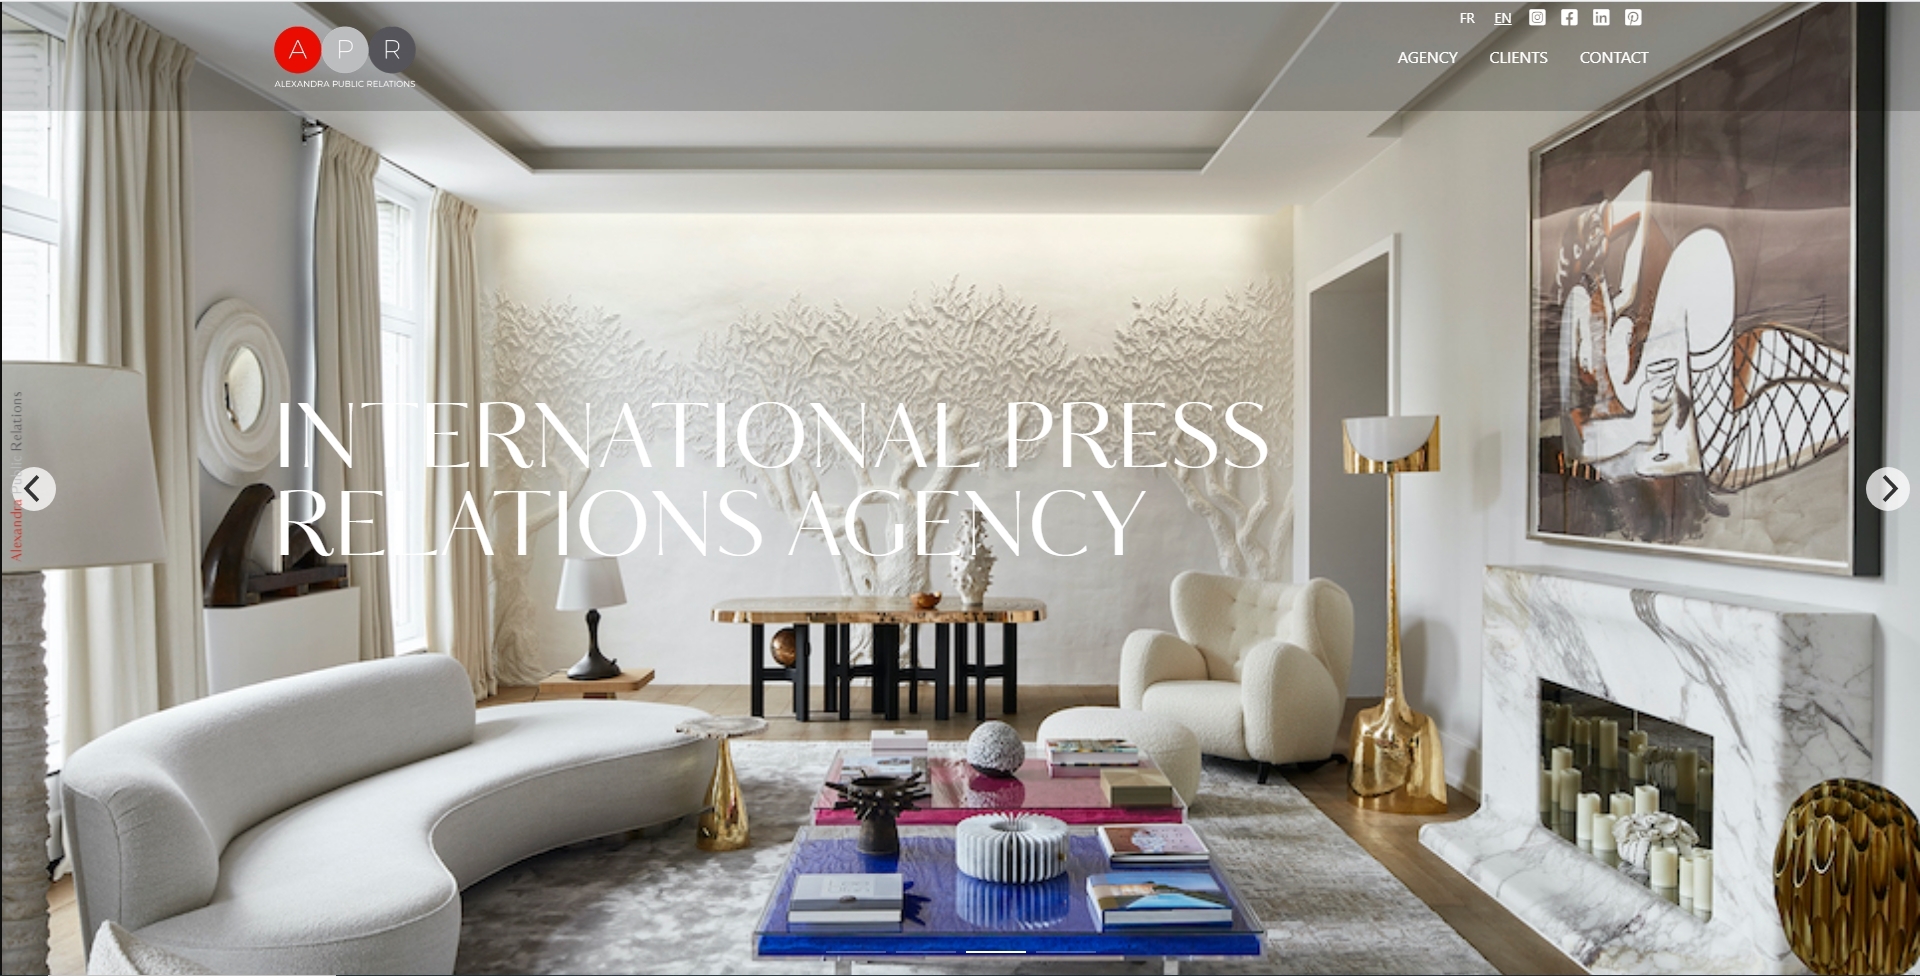 FR EN
A P R
ALEXANDRA PUBLIC RELATIONS
AGENCY CLIENTS CONTACT
INTERNATIONAL PRESS
RELATIONS AGENCY
Alexandra Public Relations